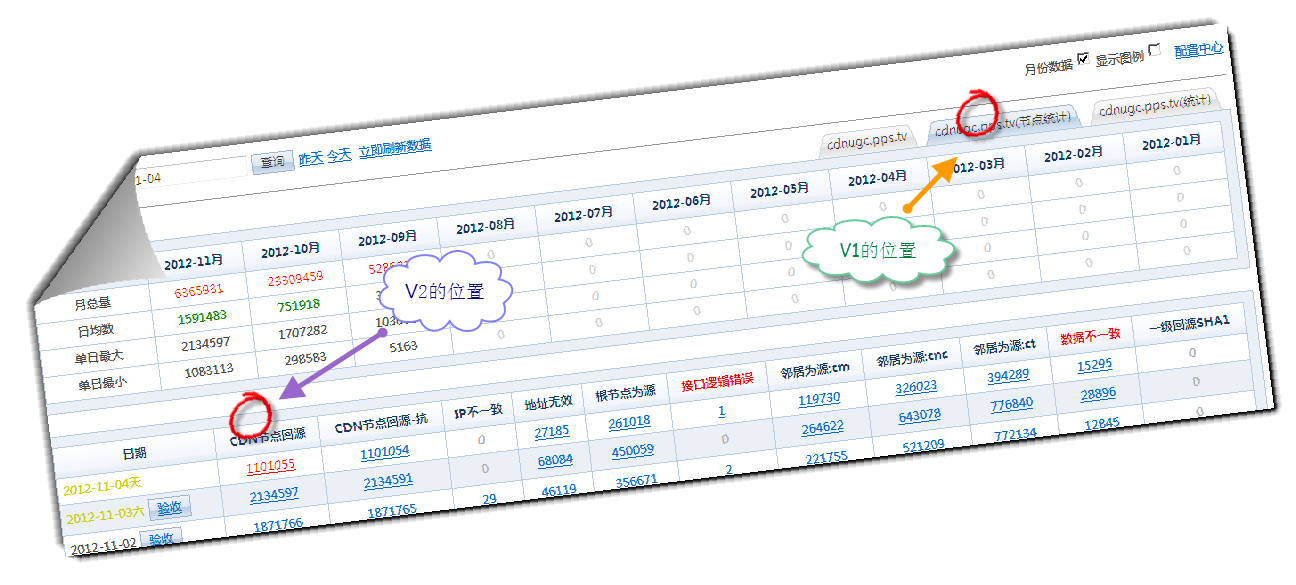 月份数据 显示图例 配置中心
1-04 查询 昨天 今天 立即刷新数据
cdnugc.pps.tv cdnugc.pps.tv(节点统计) cdnugc.pps.tv(统计)
2012-11月 2012-10月 2012-09月 2012-08月 2012-07月 2012-06月 2012-05月 2012-04月 2012-03月 2012-02月 2012-01月
月总量 6365931 23309459 0 0 0 0 0 0 0
日均数 1591483 751918 0 0 0 0 0 0
单日最大 2134597 1707282 0 0 0 0 0 0
单日最小 1083113 298583 5163 0 0 0 0 0 0 0
V1的位置
V2的位置
日期 CDN节点回源 CDN节点回源-抗 IP不一致 地址无效 根节点为源 接口逻辑错误 邻居为源:cm 邻居为源:cnc 邻居为源:ct 数据不一致 一级回源SHA1
2012-11-04天 1101055 1101054 0 27185 261018 1 119730 326023 394289 15295 0
2012-11-03六 验收 2134597 2134591 0 68084 450059 0 264622 643078 776840 28896 0
2012-11-02 验收 1871766 1871765 29 46119 356671 2 221755 521209 772134 12845 0